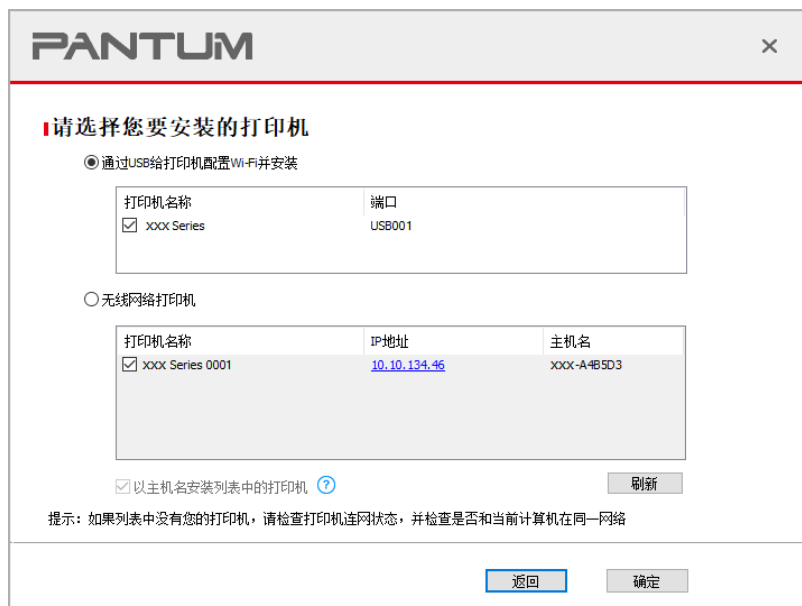 PANTUM
请选择您要安装的打印机
通过USB给打印机配置Wi-Fi并安装
打印机名称 端口
XXX Series USB001
无线网络打印机
打印机名称 IP地址 主机名
XXX Series 0001 10.10.134.46 XXX-A4B5D3
以主机名安装列表中的打印机 ? 刷新
提示：如果列表中没有您的打印机，请检查打印机连网状态，并检查是否和当前计算机在同一网络
返回 确定